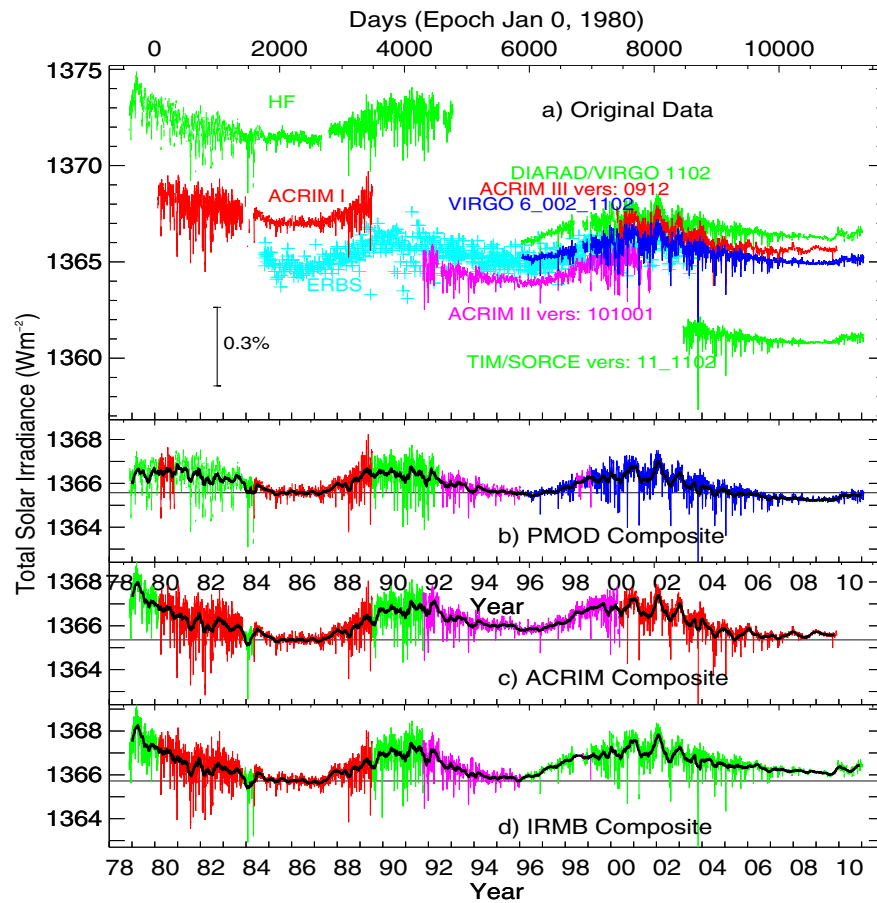 Days (Epoch Jan 0, 1980)
0 2000 4000 6000 8000 10000
Total Solar Irradiance (Wm⁻²)
1375
1370
1365
1360
a) Original Data
HF
DIARAD/VIRGO 1102
ACRIM III vers: 0912
ACRIM I
VIRGO 6_002_1102
ERBS
ACRIM II vers: 101001
0.3%
TIM/SORCE vers: 11_1102
1368
1366
1364
b) PMOD Composite
78 80 82 84 86 88 90 92 94 96 98 00 02 04 06 08 10
Year
1368
1366
1364
c) ACRIM Composite
1368
1366
1364
d) IRMB Composite
78 80 82 84 86 88 90 92 94 96 98 00 02 04 06 08 10
Year